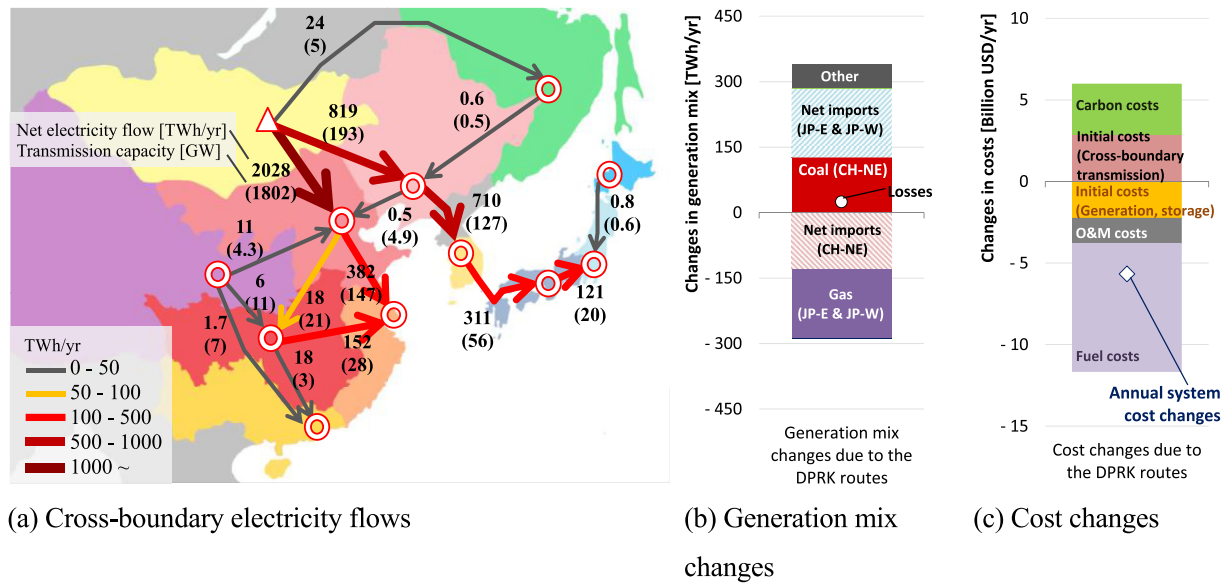 24
(5)
819
(193)
0.6
(0.5)
Net electricity flow [TWh/yr]
Transmission capacity [GW]
2028
(1802)
0.5
(4.9)
710
(127)
0.8
(0.6)
11
(4.3)
6
(11)
18
(21)
382
(147)
1.7
(7)
18
(3)
152
(28)
311
(56)
121
(20)
TWh/yr
0 - 50
50 - 100
100 - 500
500 - 1000
1000 ~
(a) Cross-boundary electricity flows
Changes in generation mix [TWh/yr]
450
300
150
0
- 150
- 300
- 450
Other
Net imports
(JP-E & JP-W)
Coal (CH-NE)
Losses
Net imports
(CH-NE)
Gas
(JP-E & JP-W)
Generation mix
changes due to the
DPRK routes
(b) Generation mix
changes
Changes in costs [Billion USD/yr]
10
5
0
- 5
- 10
- 15
Carbon costs
Initial costs
(Cross-boundary
transmission)
Initial costs
(Generation, storage)
O&M costs
Fuel costs
Annual system
cost changes
Cost changes due to
the DPRK routes
(c) Cost changes